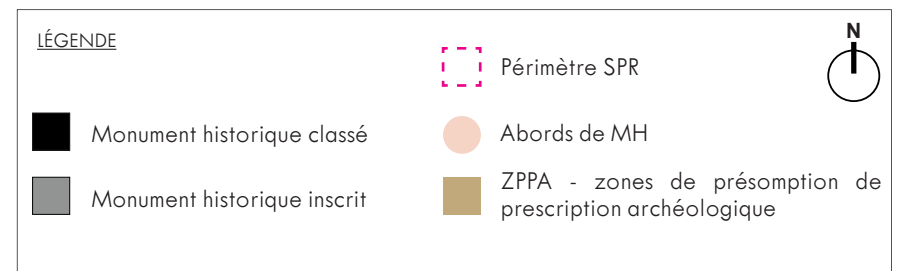 LÉGENDE
N
Périmètre SPR
Monument historique classé
Abords de MH
Monument historique inscrit
ZPPA - zones de présomption de
prescription archéologique